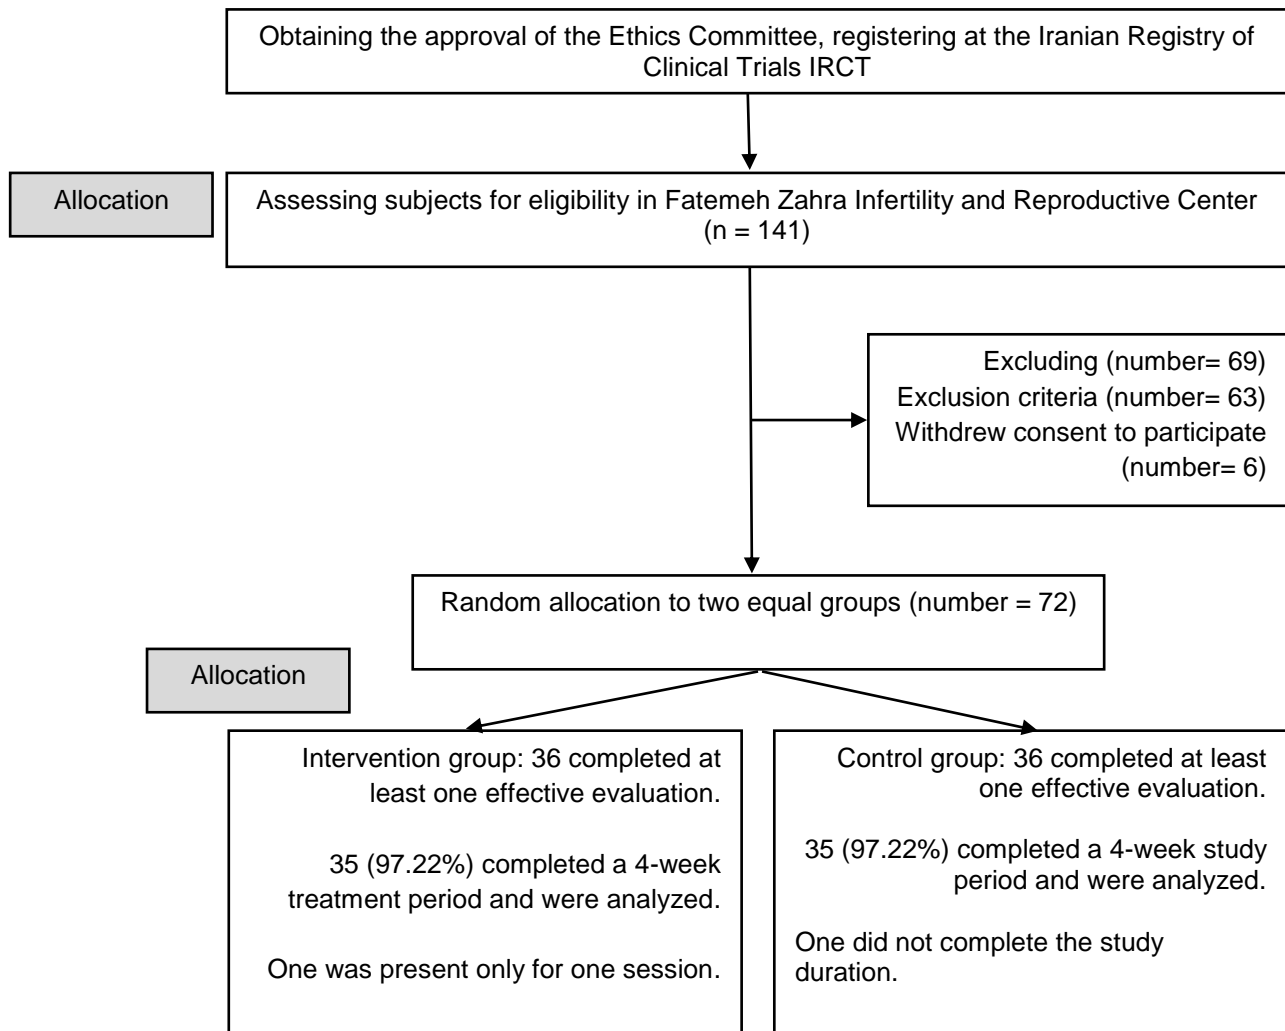 Obtaining the approval of the Ethics Committee, registering at the Iranian Registry of
Clinical Trials IRCT
Allocation
Assessing subjects for eligibility in Fatemeh Zahra Infertility and Reproductive Center
(n = 141)
Excluding (number= 69)
Exclusion criteria (number= 63)
Withdrew consent to participate
(number= 6)
Random allocation to two equal groups (number = 72)
Allocation
Intervention group: 36 completed at
least one effective evaluation.
35 (97.22%) completed a 4-week
treatment period and were analyzed.
One was present only for one session.
Control group: 36 completed at least
one effective evaluation.
35 (97.22%) completed a 4-week study
period and were analyzed.
One did not complete the study
duration.